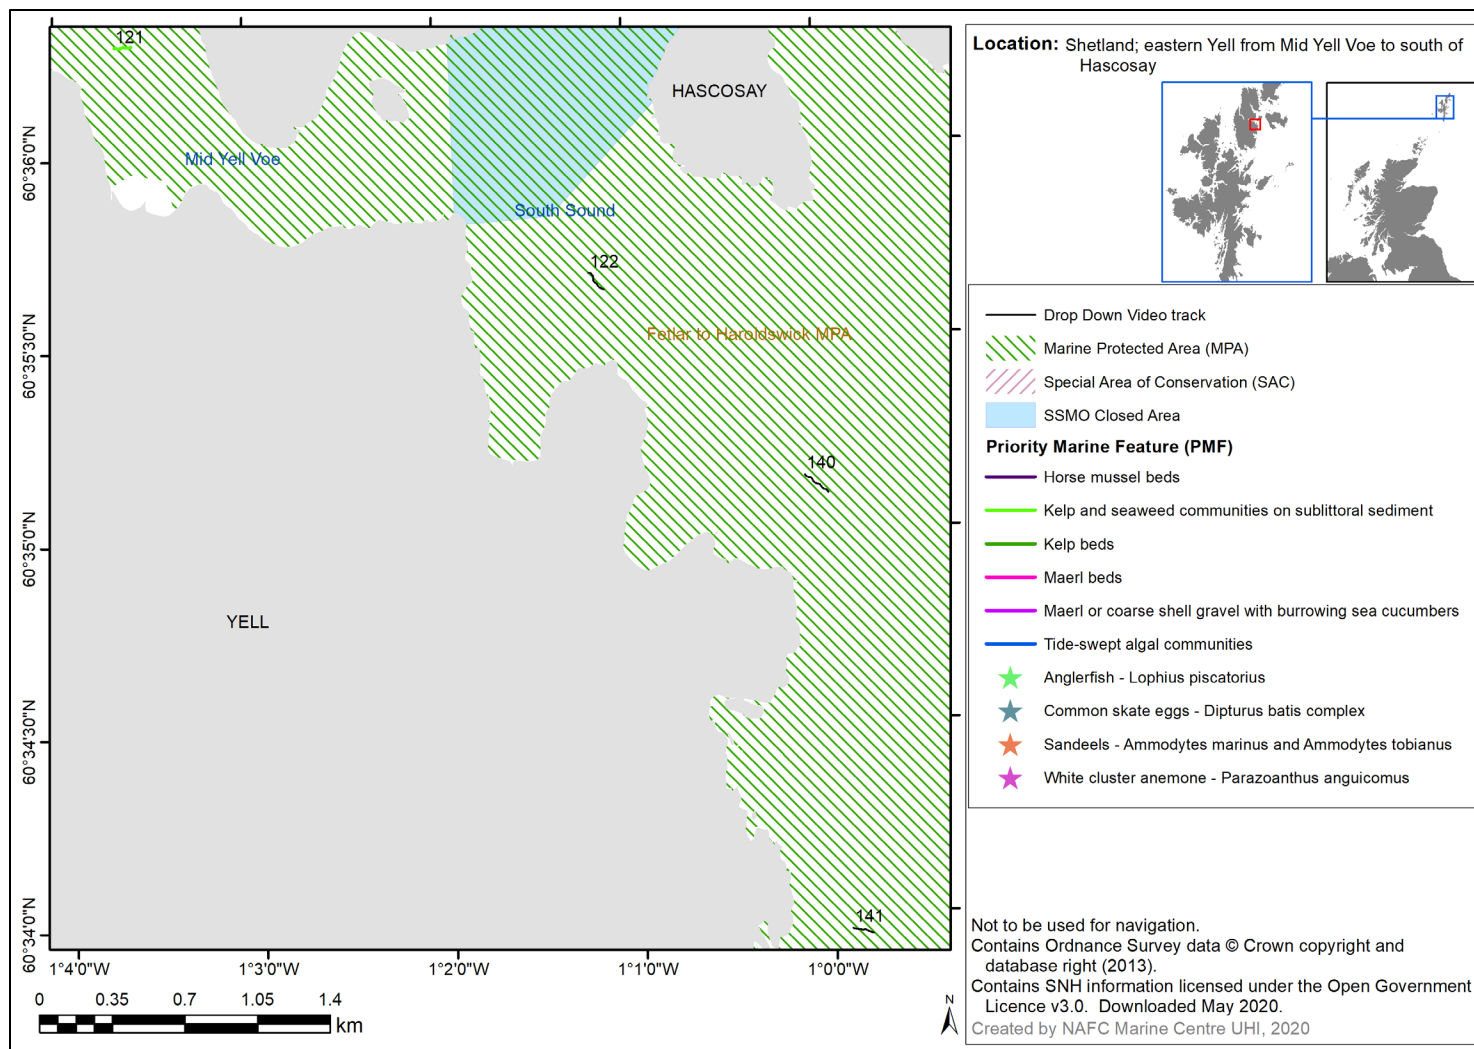 121
HASCOSAY
Mid Yell Voe
South Sound
122
Fetlar to Haroldswick MPA
140
YELL
141
60°36'0"N
60°35'30"N
60°35'0"N
60°34'30"N
60°34'0"N
1°4'0"W
1°3'0"W
1°2'0"W
1°1'0"W
1°0'0"W
0
0.35
0.7
1.05
1.4
km
N
Location: Shetland; eastern Yell from Mid Yell Voe to south of
Hascosay
Drop Down Video track
Marine Protected Area (MPA)
Special Area of Conservation (SAC)
SSMO Closed Area
Priority Marine Feature (PMF)
Horse mussel beds
Kelp and seaweed communities on sublittoral sediment
Kelp beds
Maerl beds
Maerl or coarse shell gravel with burrowing sea cucumbers
Tide-swept algal communities
Anglerfish - Lophius piscatorius
Common skate eggs - Dipturus batis complex
Sandeels - Ammodytes marinus and Ammodytes tobianus
White cluster anemone - Parazoanthus anguicomus
Not to be used for navigation.
Contains Ordnance Survey data © Crown copyright and
database right (2013).
Contains SNH information licensed under the Open Government
Licence v3.0. Downloaded May 2020.
Created by NAFC Marine Centre UHI, 2020